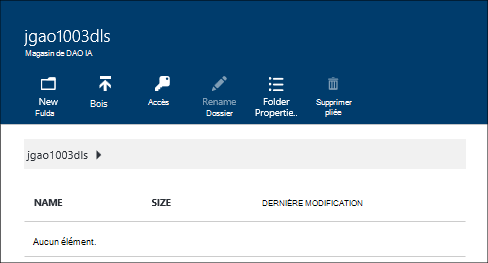 jgao1003dls
Magasin de DAO IA
New
Fulda
Bois
Accès
Rename
Dossier
Folder
Propertie..
Supprimer
pliée
jgao1003dls
NAME SIZE DERNIÈRE MODIFICATION
Aucun élément.